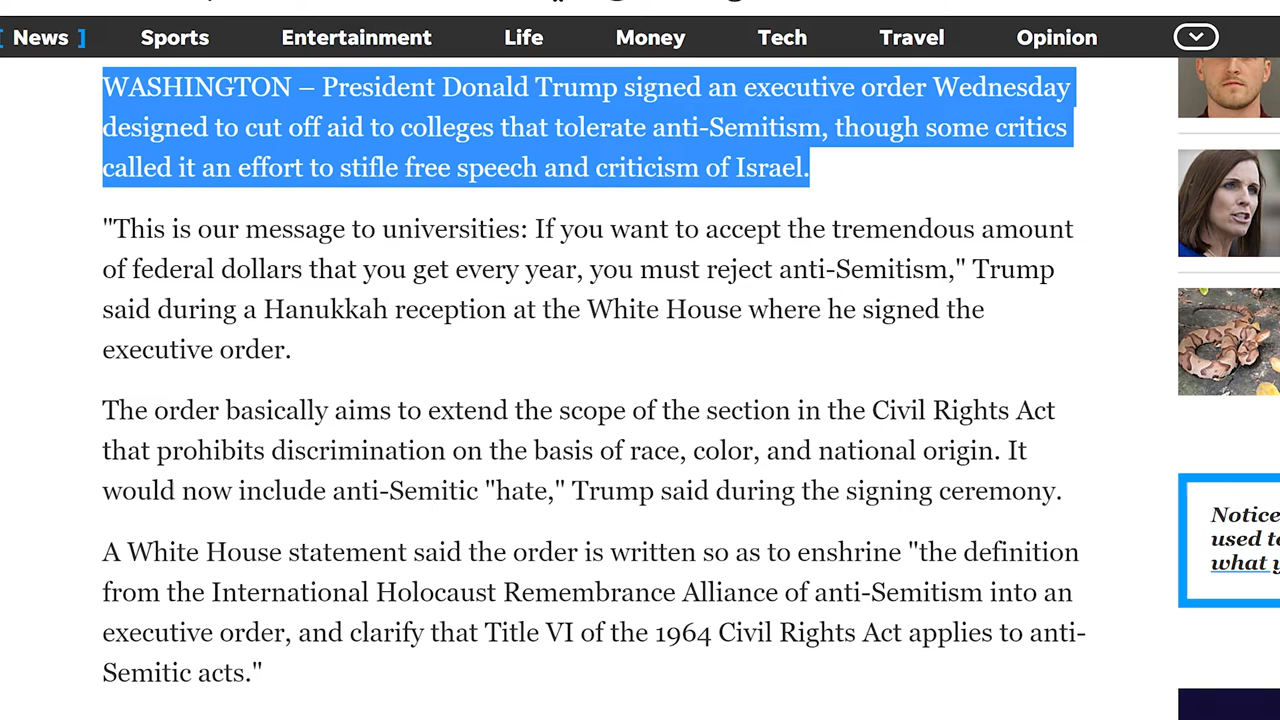 [ News ] Sports Entertainment Life Money Tech Travel Opinion
WASHINGTON – President Donald Trump signed an executive order Wednesday
designed to cut off aid to colleges that tolerate anti-Semitism, though some critics
called it an effort to stifle free speech and criticism of Israel.
"This is our message to universities: If you want to accept the tremendous amount
of federal dollars that you get every year, you must reject anti-Semitism," Trump
said during a Hanukkah reception at the White House where he signed the
executive order.
The order basically aims to extend the scope of the section in the Civil Rights Act
that prohibits discrimination on the basis of race, color, and national origin. It
would now include anti-Semitic "hate," Trump said during the signing ceremony.
A White House statement said the order is written so as to enshrine "the definition
from the International Holocaust Remembrance Alliance of anti-Semitism into an
executive order, and clarify that Title VI of the 1964 Civil Rights Act applies to anti-
Semitic acts."
Notice
used t
what y